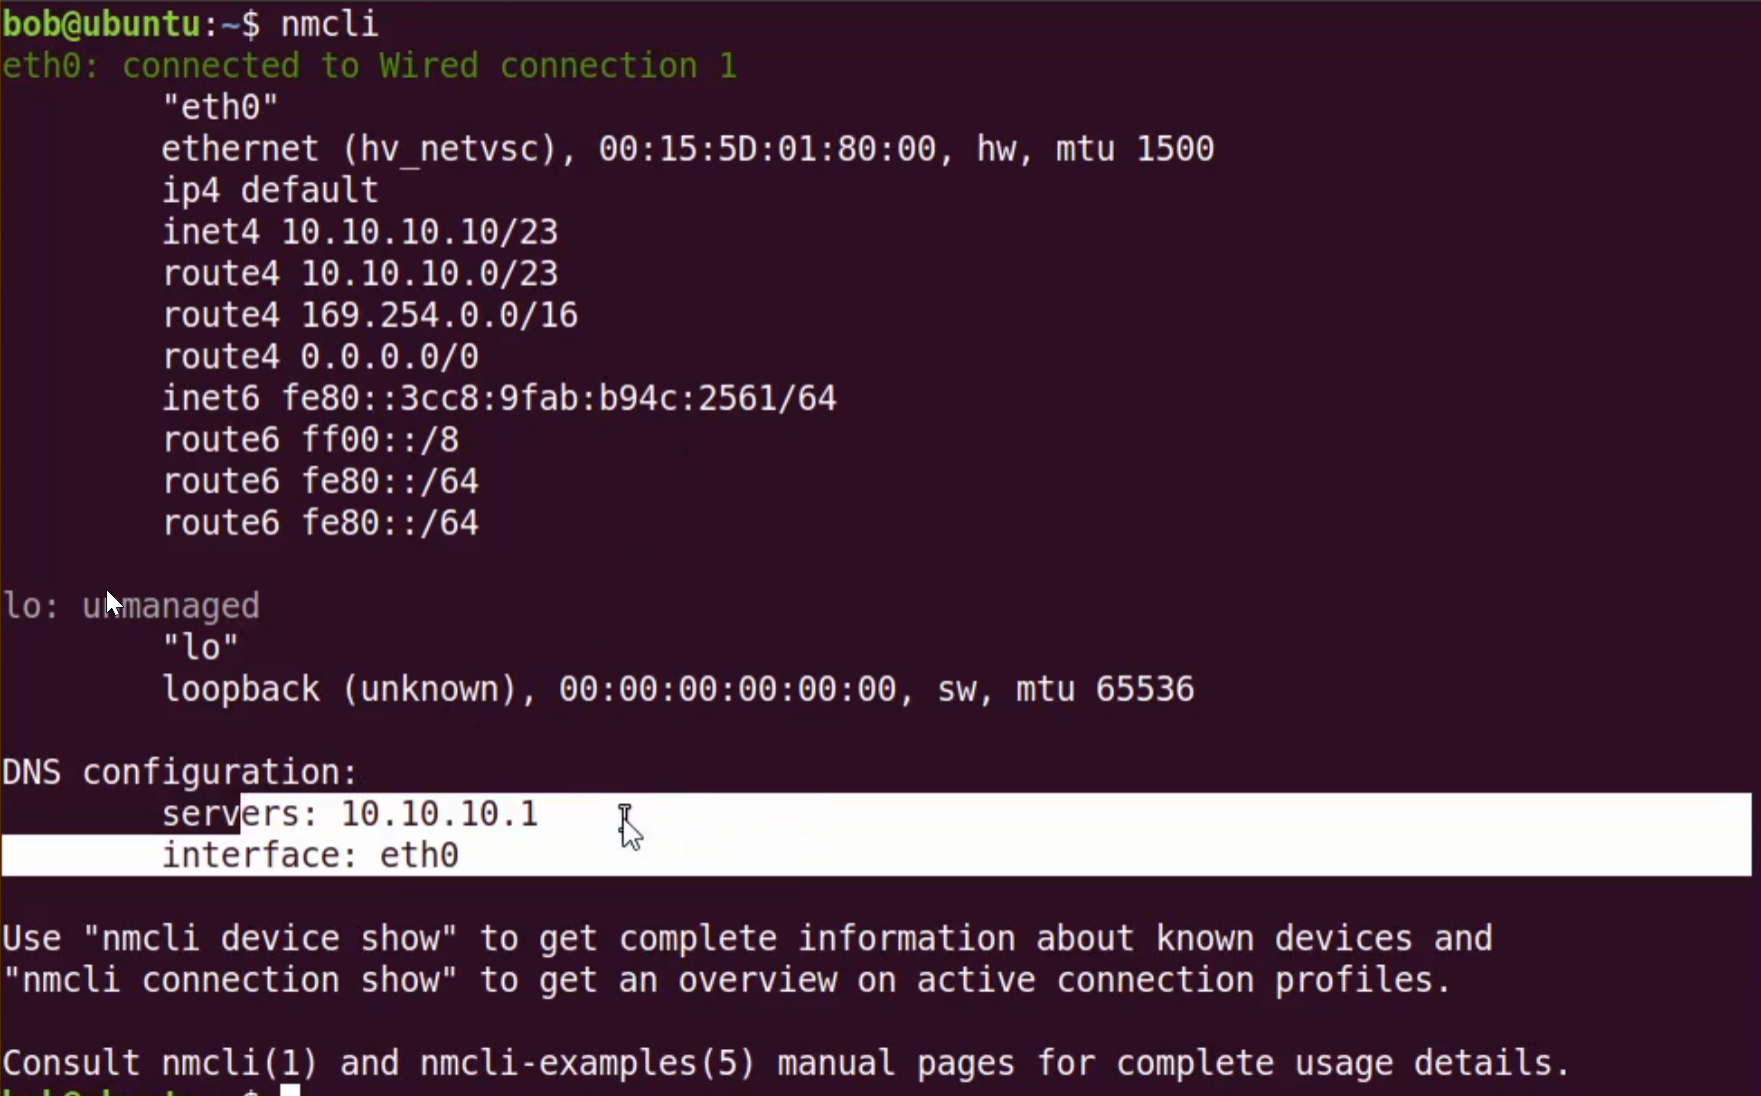 bob@ubuntu:~$ nmcli
eth0: connected to Wired connection 1
"eth0"
ethernet (hv_netvsc), 00:15:5D:01:80:00, hw, mtu 1500
ip4 default
inet4 10.10.10.10/23
route4 10.10.10.0/23
route4 169.254.0.0/16
route4 0.0.0.0/0
inet6 fe80::3cc8:9fab:b94c:2561/64
route6 ff00::/8
route6 fe80::/64
route6 fe80::/64
lo: unmanaged
"lo"
loopback (unknown), 00:00:00:00:00:00, sw, mtu 65536
DNS configuration:
servers: 10.10.10.1
interface: eth0
Use "nmcli device show" to get complete information about known devices and
"nmcli connection show" to get an overview on active connection profiles.
Consult nmcli(1) and nmcli-examples(5) manual pages for complete usage details.
bob@ubuntu:~$